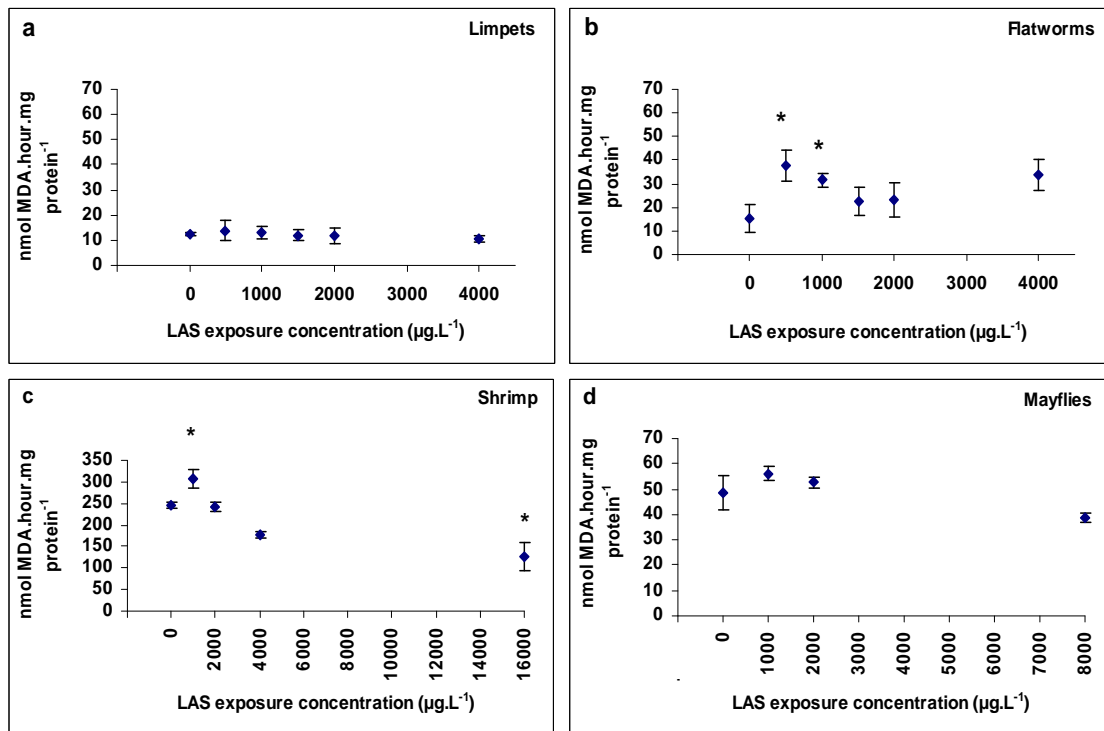 a
Limpets
nmol MDA.hour.mg
protein⁻¹
70
60
50
40
30
20
10
0
0 1000 2000 3000 4000
LAS exposure concentration (µg.L⁻¹)
b
Flatworms
nmol MDA.hour.mg
protein⁻¹
70
60
50
40
30
20
10
0
*
*
0 1000 2000 3000 4000
LAS exposure concentration (µg.L⁻¹)
c
Shrimp
nmol MDA.hour.mg
protein⁻¹
350
300
250
200
150
100
50
0
*
*
0 2000 4000 6000 8000 10000 12000 14000 16000
LAS exposure concentration (µg.L⁻¹)
d
Mayflies
nmol MDA.hour.mg
protein⁻¹
70
60
50
40
30
20
10
0
0 1000 2000 3000 4000 5000 6000 7000 8000
LAS exposure concentration (µg.L⁻¹)